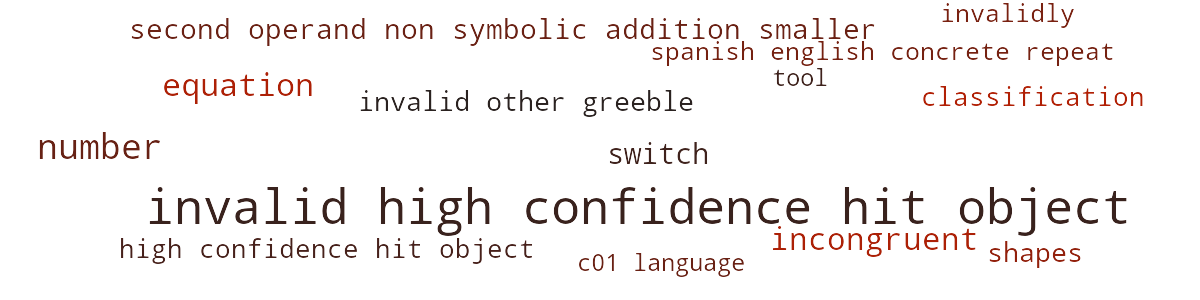 invalidly
second operand non symbolic addition smaller
spanish english concrete repeat
tool
equation
classification
invalid other greeble
number
switch
invalid high confidence hit object
incongruent
high confidence hit object
shapes
c01 language